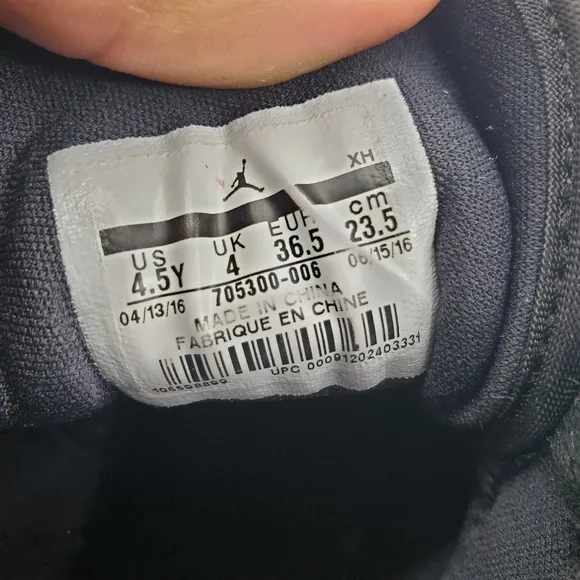 XH
US UK EUR cm
4.5Y 4 36.5 23.5
04/13/16 705300-006 06/15/16
MADE IN CHINA
FABRIQUE EN CHINE
106598899 UPC 00091202403331